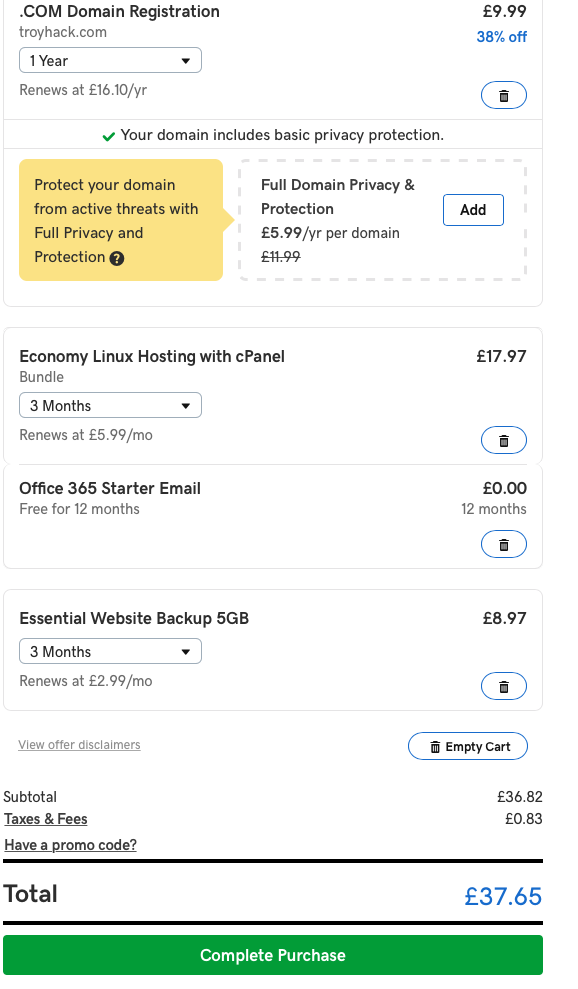 .COM Domain Registration £9.99
troyhack.com 38% off
1 Year
Renews at £16.10/yr
Your domain includes basic privacy protection.
Protect your domain
from active threats with
Full Privacy and
Protection ?
Full Domain Privacy &
Protection
£5.99/yr per domain
£11.99
Add
Economy Linux Hosting with cPanel £17.97
Bundle
3 Months
Renews at £5.99/mo
Office 365 Starter Email £0.00
Free for 12 months 12 months
Essential Website Backup 5GB £8.97
3 Months
Renews at £2.99/mo
View offer disclaimers Empty Cart
Subtotal £36.82
Taxes & Fees £0.83
Have a promo code?
Total £37.65
Complete Purchase